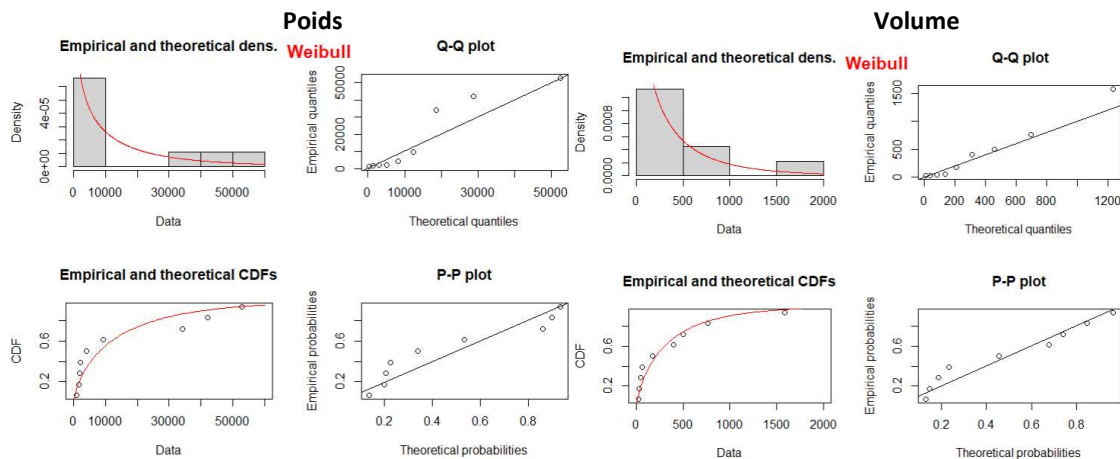 Poids
Volume
Empirical and theoretical dens.
Weibull
Q-Q plot
Density
0e+00
4e-05
0
10000
30000
50000
Data
Empirical quantiles
0
20000
50000
0
10000
30000
50000
Theoretical quantiles
Empirical and theoretical dens.
Weibull
Q-Q plot
Density
0.0000
0.0008
0
500
1000
1500
2000
Data
Empirical quantiles
0
500
1500
0
200
400
600
800
1200
Theoretical quantiles
Empirical and theoretical CDFs
P-P plot
CDF
0.2
0.6
0
10000
30000
50000
Data
Empirical probabilities
0.2
0.6
0.2
0.4
0.6
0.8
Theoretical probabilities
Empirical and theoretical CDFs
P-P plot
CDF
0.2
0.6
0
500
1000
1500
2000
Data
Empirical probabilities
0.2
0.6
0.2
0.4
0.6
0.8
Theoretical probabilities